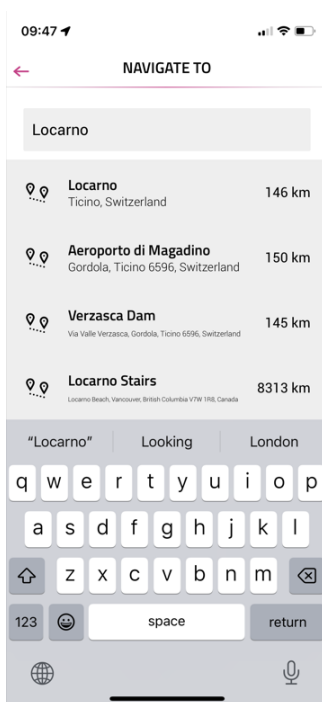 09:47
NAVIGATE TO
Locarno
Locarno
Ticino, Switzerland
146 km
Aeroporto di Magadino
Gordola, Ticino 6596, Switzerland
150 km
Verzasca Dam
Via Valle Verzasca, Gordola, Ticino 6596, Switzerland
145 km
Locarno Stairs
Locarno Beach, Vancouver, British Columbia V7W 1R8, Canada
8313 km
“Locarno” Looking London
q w e r t y u i o p
a s d f g h j k l
z x c v b n m
123 space return